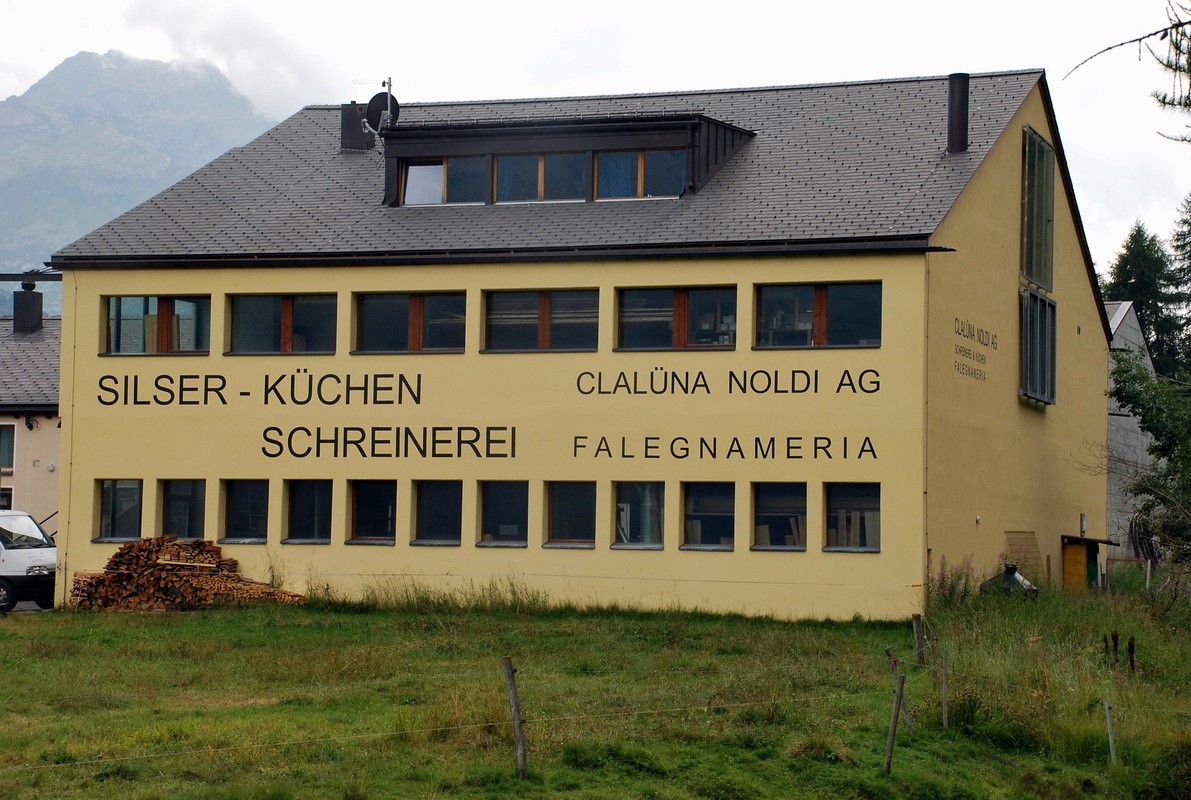 SILSER - KÜCHEN
SCHREINEREI
CLALÜNA NOLDI AG
FALEGNAMERIA
CLALÜNA NOLDI AG
SCHREINEREI & KÜCHEN
FALEGNAMERIA